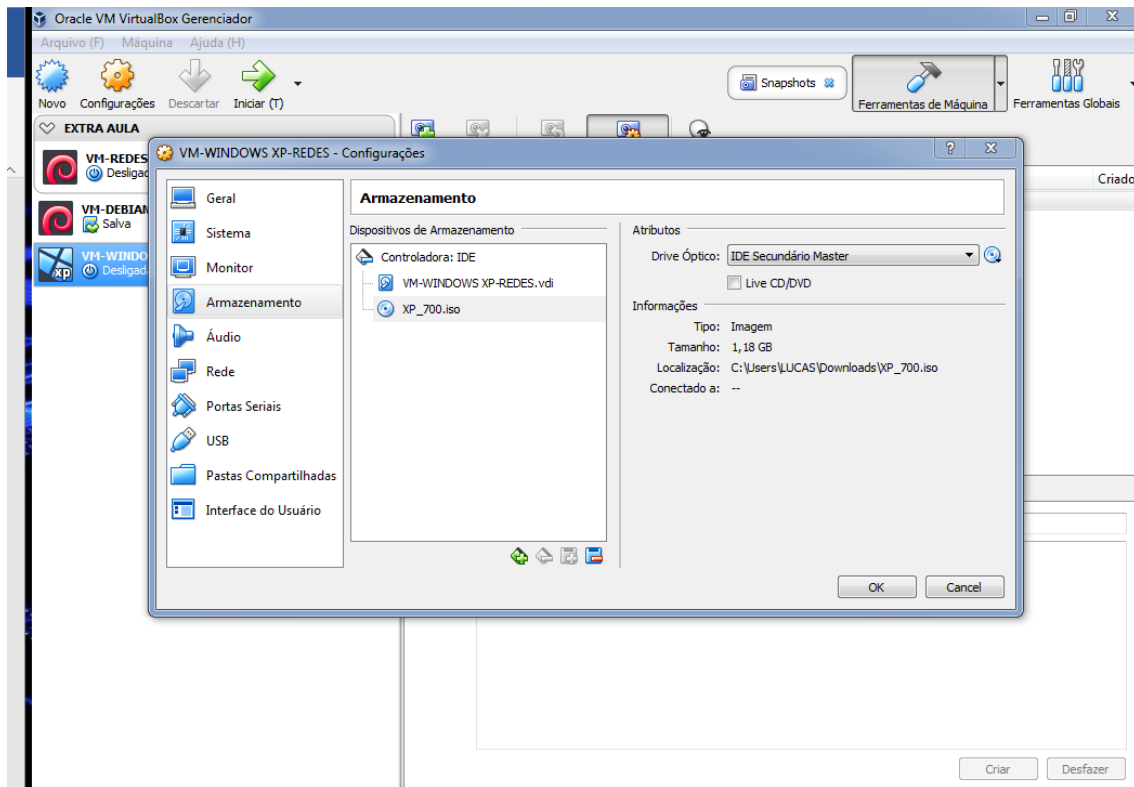 Oracle VM VirtualBox Gerenciador
Arquivo (F) Máquina Ajuda (H)
Novo Configurações Descartar Iniciar (T)
Snapshots
Ferramentas de Máquina
Ferramentas Globais
EXTRA AULA
VM-REDES
Desligad
VM-DEBIAN
Salva
VM-WINDO
Desligad
XP
Criado
VM-WINDOWS XP-REDES - Configurações
Geral
Sistema
Monitor
Armazenamento
Áudio
Rede
Portas Seriais
USB
Pastas Compartilhadas
Interface do Usuário
Armazenamento
Dispositivos de Armazenamento
Controladora: IDE
VM-WINDOWS XP-REDES.vdi
XP_700.iso
Atributos
Drive Óptico: IDE Secundário Master
Live CD/DVD
Informações
Tipo: Imagem
Tamanho: 1,18 GB
Localização: C:\Users\LUCAS\Downloads\XP_700.iso
Conectado a: --
OK Cancel
Criar Desfazer